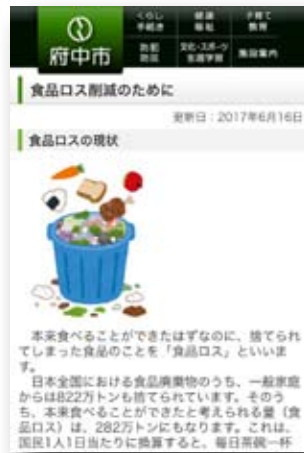 くらし
手続き
健康
福祉
子育て
教育
府中市
防犯
防災
文化・スポーツ
生涯学習
施設案内
食品ロス削減のために
更新日：2017年6月16日
食品ロスの現状
本来食べることができたはずなのに、捨てられ
てしまった食品のことを「食品ロス」といいま
す。
日本全国における食品廃棄物のうち、一般家庭
からは822万トンも捨てられています。そのう
ち、本来食べることができたと考えられる量（食
品ロス）は、282万トンにもなります。これは、
国民1人1日当たりに換算すると、毎日茶碗一杯